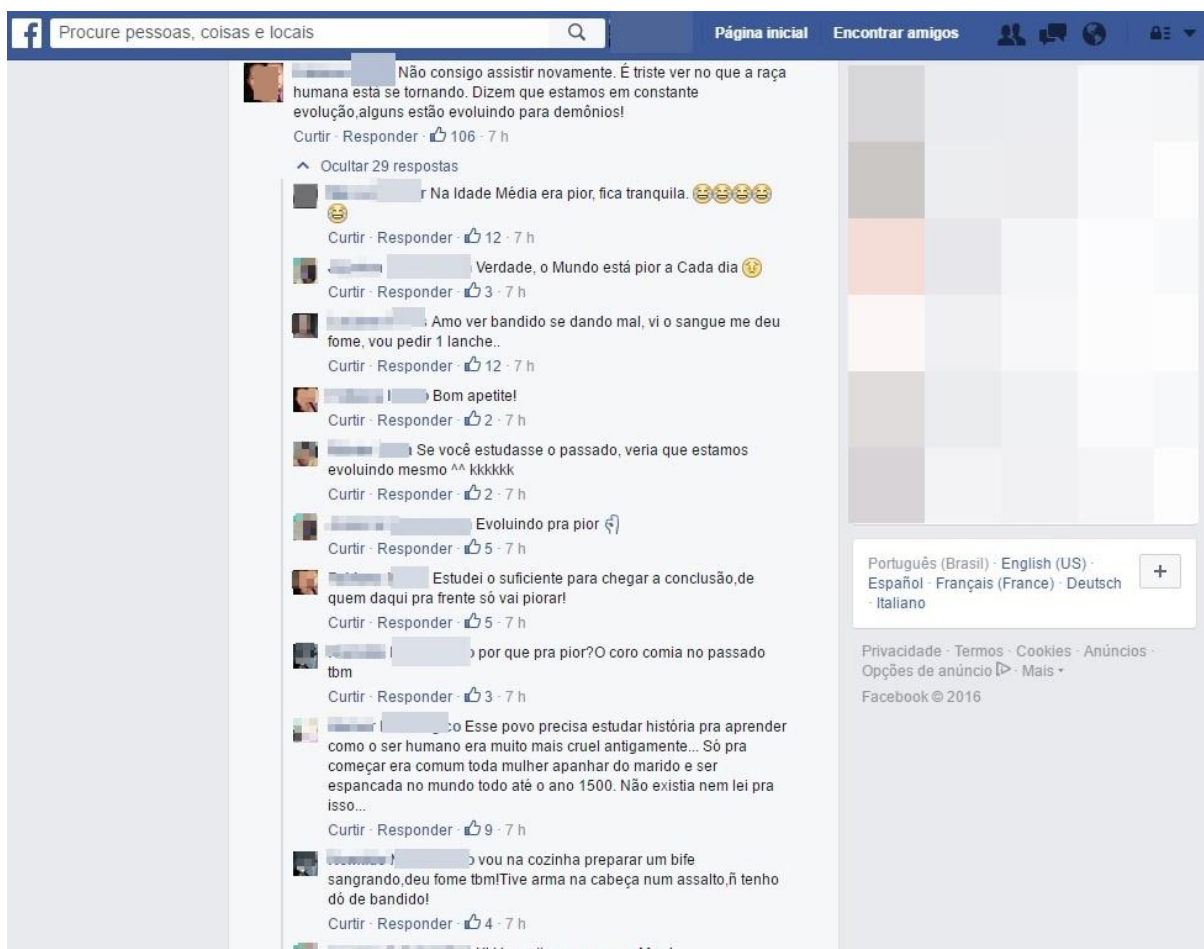 f Procure pessoas, coisas e locais Página inicial Encontrar amigos
Não consigo assistir novamente. É triste ver no que a raça
humana está se tornando. Dizem que estamos em constante
evolução,alguns estão evoluindo para demônios!
Curtir · Responder · 106 · 7 h
Ocultar 29 respostas
r Na Idade Média era pior, fica tranquila. 😂😂😂😂
😂
Curtir · Responder · 12 · 7 h
Verdade, o Mundo está pior a Cada dia
Curtir · Responder · 3 · 7 h
s Amo ver bandido se dando mal, vi o sangue me deu
fome, vou pedir 1 lanche..
Curtir · Responder · 12 · 7 h
Bom apetite!
Curtir · Responder · 2 · 7 h
a Se você estudasse o passado, veria que estamos
evoluindo mesmo ^^ kkkkkk
Curtir · Responder · 2 · 7 h
Evoluindo pra pior
Curtir · Responder · 5 · 7 h
Estudei o suficiente para chegar a conclusão,de
quem daqui pra frente só vai piorar!
Curtir · Responder · 5 · 7 h
o por que pra pior?O coro comia no passado
tbm
Curtir · Responder · 3 · 7 h
co Esse povo precisa estudar história pra aprender
como o ser humano era muito mais cruel antigamente... Só pra
começar era comum toda mulher apanhar do marido e ser
espancada no mundo todo até o ano 1500. Não existia nem lei pra
isso...
Curtir · Responder · 9 · 7 h
o vou na cozinha preparar um bife
sangrando,deu fome tbm!Tive arma na cabeça num assalto,ñ tenho
dó de bandido!
Curtir · Responder · 4 · 7 h
Português (Brasil) · English (US) ·
Español · Français (France) · Deutsch
· Italiano
+
Privacidade · Termos · Cookies · Anúncios ·
Opções de anúncio · Mais
Facebook © 2016